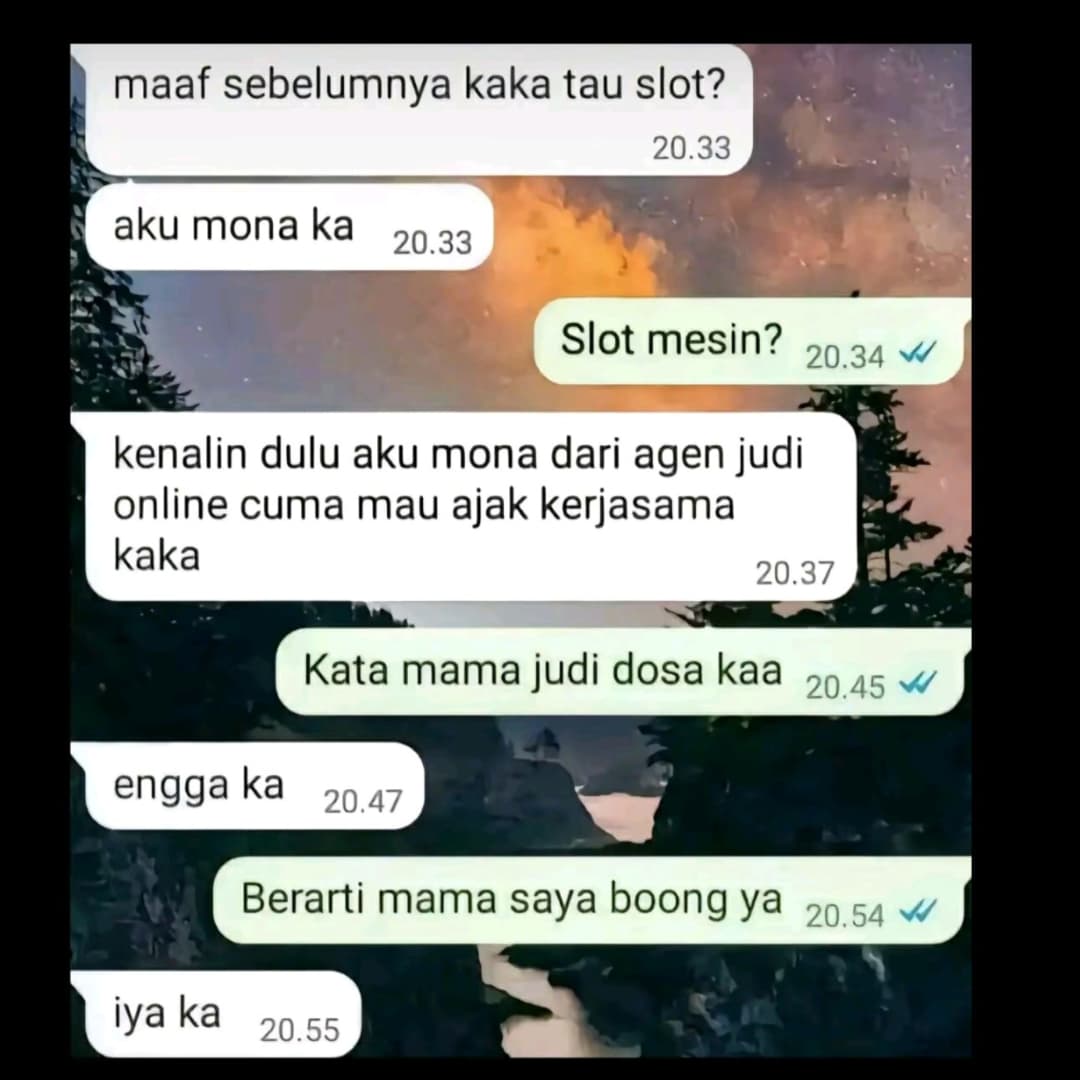 maaf sebelumnya kaka tau slot?
20.33
aku mona ka 20.33
Slot mesin? 20.34
kenalin dulu aku mona dari agen judi
online cuma mau ajak kerjasama
kaka
20.37
Kata mama judi dosa kaa 20.45
engga ka 20.47
Berarti mama saya boong ya 20.54
iya ka 20.55